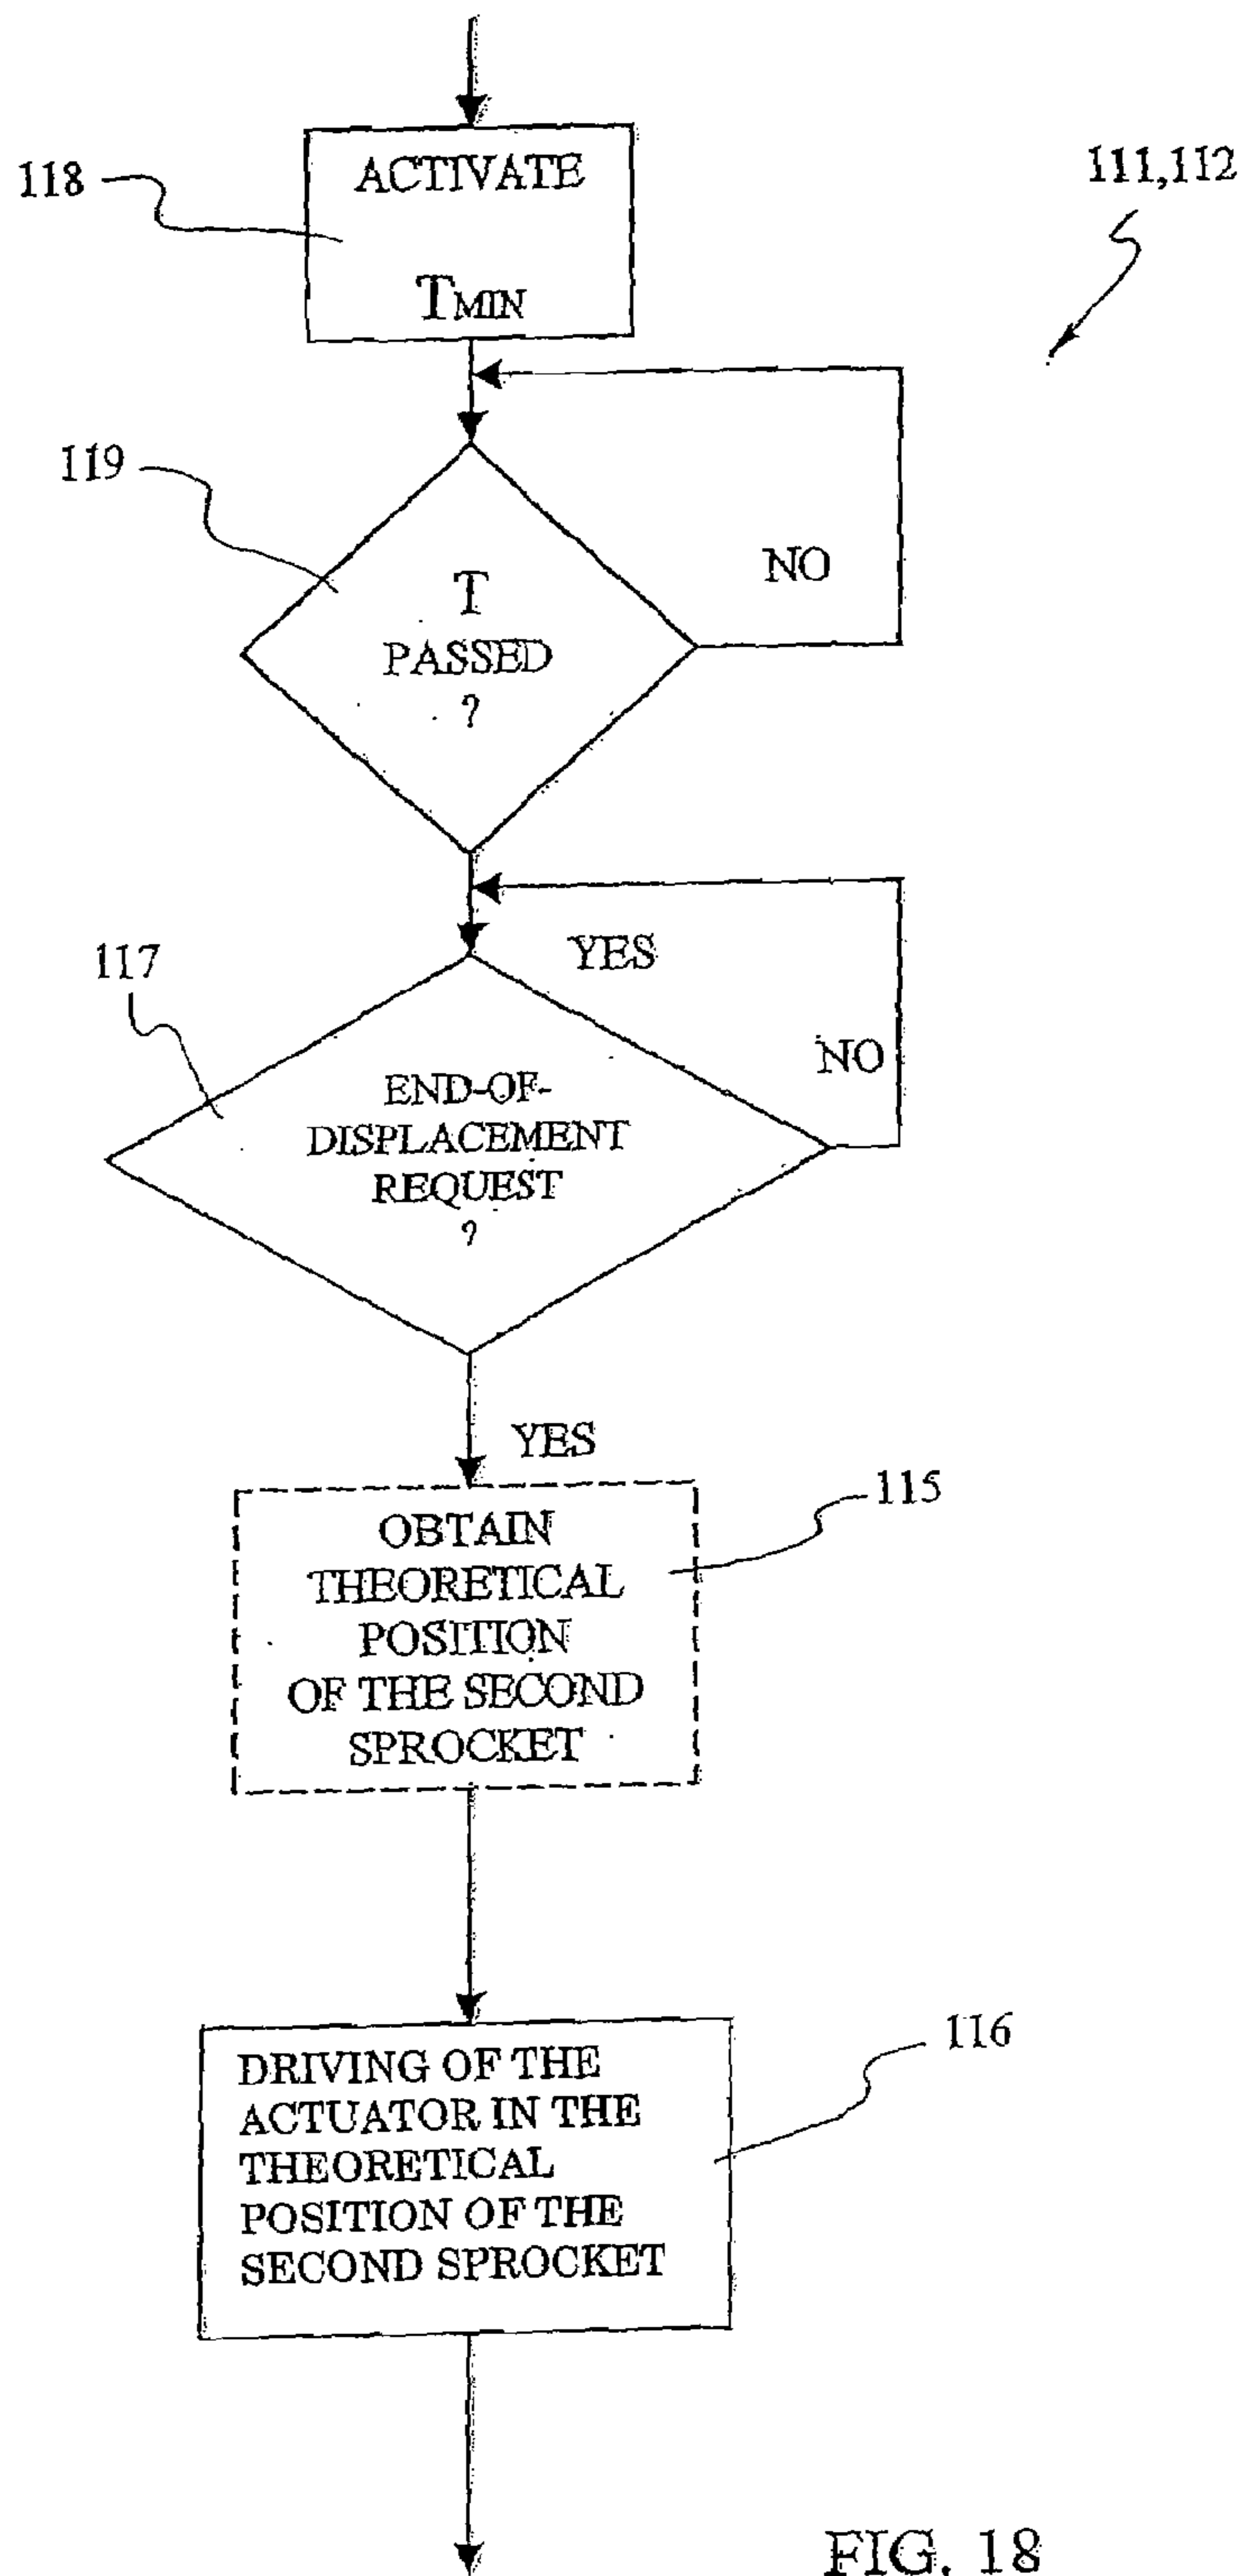 118
ACTIVATE
TMIN
111,112
119
T
PASSED
?
NO
117
YES
NO
END-OF-
DISPLACEMENT
REQUEST
?
YES
115
OBTAIN
THEORETICAL
POSITION
OF THE SECOND
SPROCKET
116
DRIVING OF THE
ACTUATOR IN THE
THEORETICAL
POSITION OF THE
SECOND SPROCKET
FIG. 18